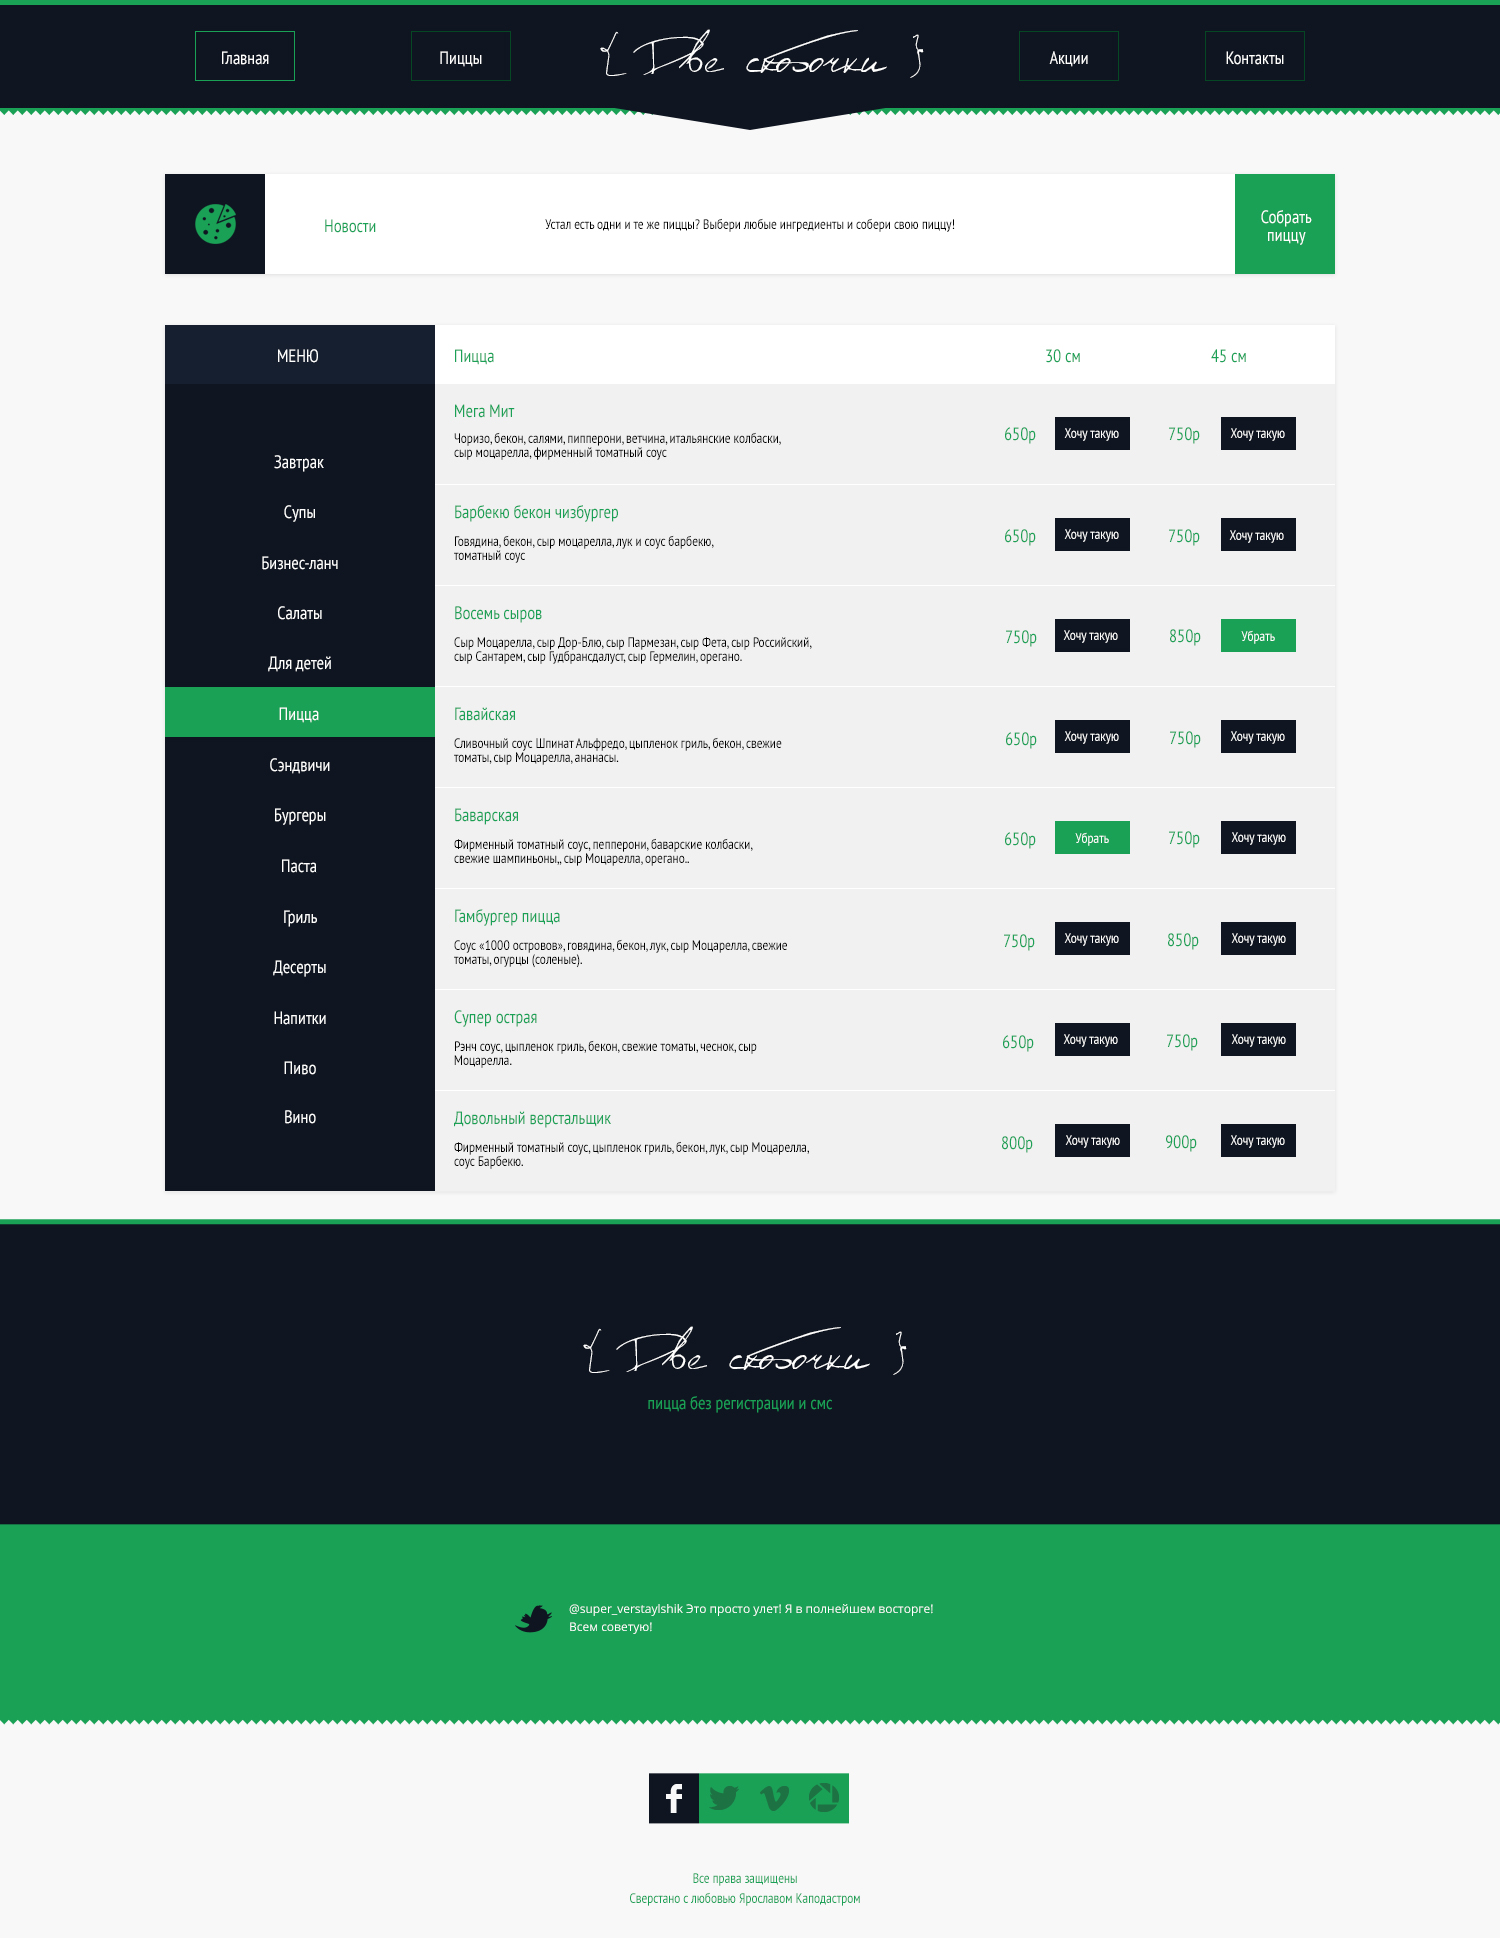 Главная
Пиццы
{ Две скобочки }
Акции
Контакты
Новости
Устал есть одни и те же пиццы? Выбери любые ингредиенты и собери свою пиццу!
Собрать
пиццу
МЕНЮ
Завтрак
Супы
Бизнес-ланч
Салаты
Для детей
Пицца
Сэндвичи
Бургеры
Паста
Гриль
Десерты
Напитки
Пиво
Вино
Пицца 30 см 45 см
Мега Мит
Чоризо, бекон, салями, пипперони, ветчина, итальянские колбаски,
сыр моцарелла, фирменный томатный соус
650р Хочу такую 750р Хочу такую
Барбекю бекон чизбургер
Говядина, бекон, сыр моцарелла, лук и соус барбекю,
томатный соус
650р Хочу такую 750р Хочу такую
Восемь сыров
Сыр Моцарелла, сыр Дор-Блю, сыр Пармезан, сыр Фета, сыр Российский,
сыр Сантарем, сыр Гудбрансдалуст, сыр Гермелин, орегано.
750р Хочу такую 850р Убрать
Гавайская
Сливочный соус Шпинат Альфредо, цыпленок гриль, бекон, свежие
томаты, сыр Моцарелла, ананасы.
650р Хочу такую 750р Хочу такую
Баварская
Фирменный томатный соус, пепперони, баварские колбаски,
свежие шампиньоны,, сыр Моцарелла, орегано..
650р Убрать 750р Хочу такую
Гамбургер пицца
Соус «1000 островов», говядина, бекон, лук, сыр Моцарелла, свежие
томаты, огурцы (соленые).
750р Хочу такую 850р Хочу такую
Супер острая
Рэнч соус, цыпленок гриль, бекон, свежие томаты, чеснок, сыр
Моцарелла.
650р Хочу такую 750р Хочу такую
Довольный верстальщик
Фирменный томатный соус, цыпленок гриль, бекон, лук, сыр Моцарелла,
соус Барбекю.
800р Хочу такую 900р Хочу такую
{ Две скобочки }
пицца без регистрации и смс
@super_verstaylshik Это просто улет! Я в полнейшем восторге!
Всем советую!
Все права защищены
Сверстано с любовью Ярославом Каподастром